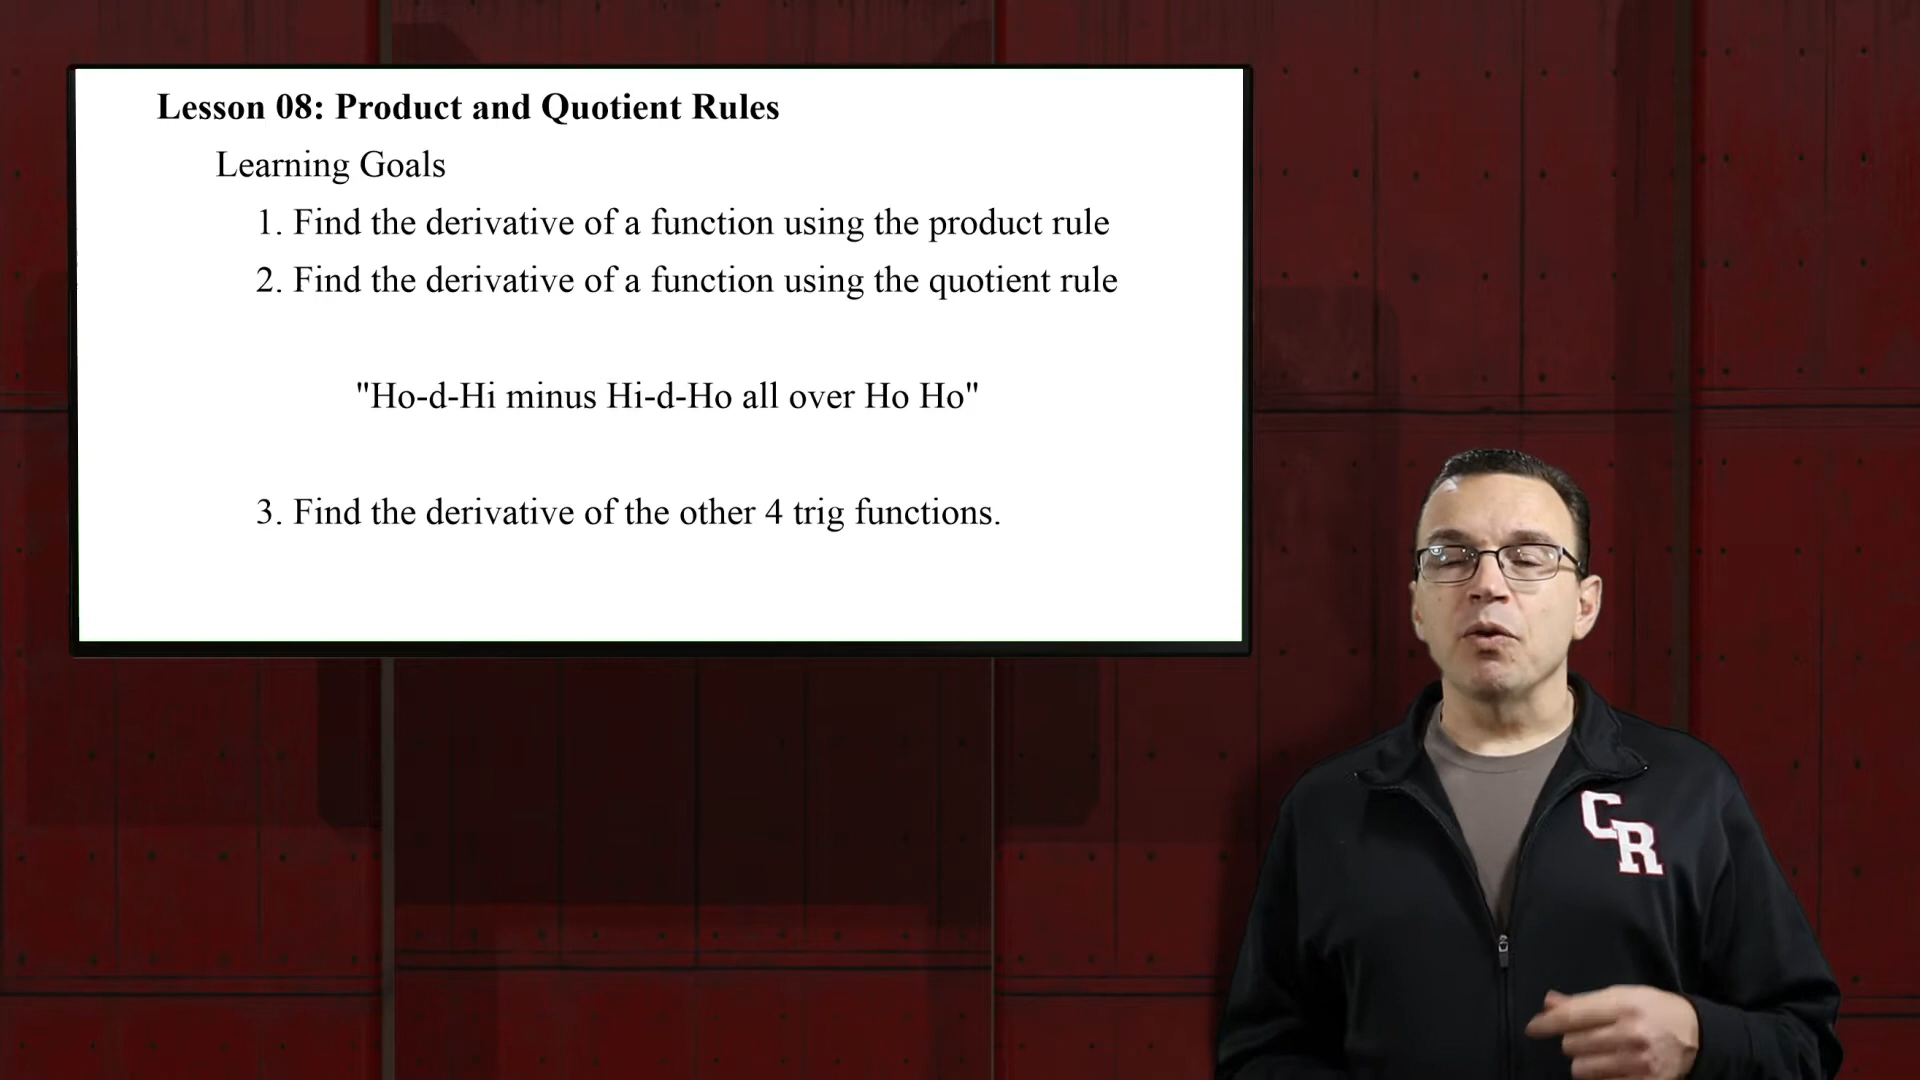 Lesson 08: Product and Quotient Rules
Learning Goals
1. Find the derivative of a function using the product rule
2. Find the derivative of a function using the quotient rule
"Ho-d-Hi minus Hi-d-Ho all over Ho Ho"
3. Find the derivative of the other 4 trig functions.
CR